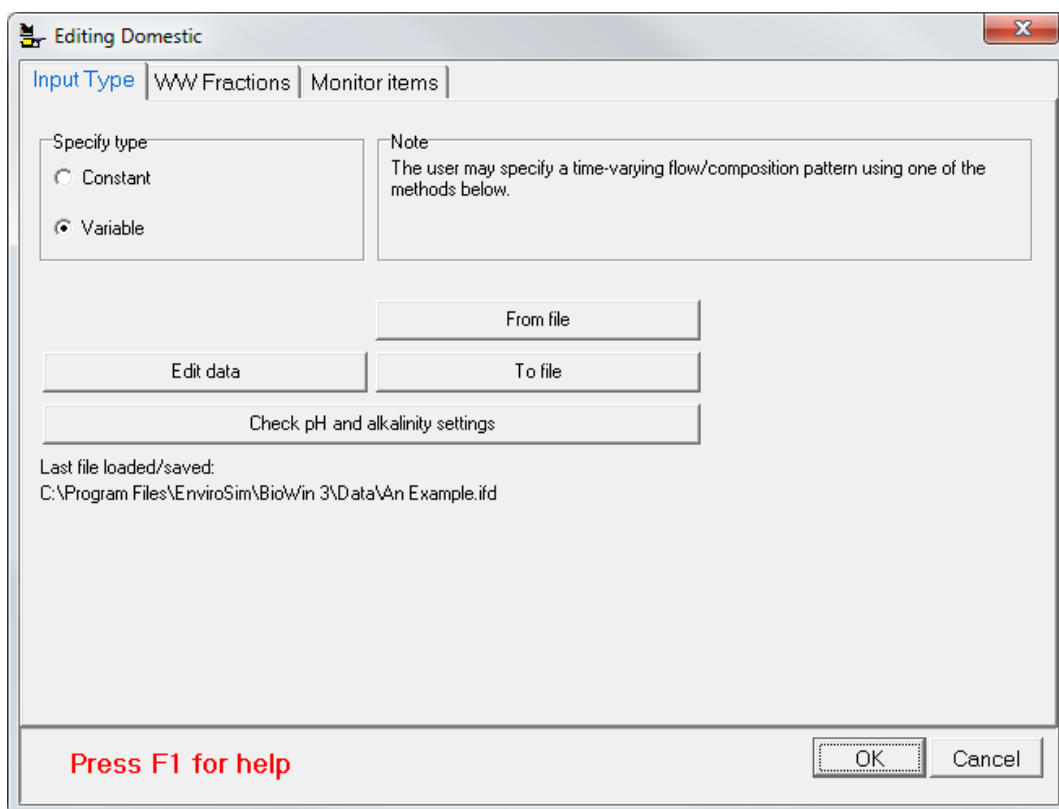 Editing Domestic
Input Type
WW Fractions
Monitor items
Specify type
Constant
Variable
Note
The user may specify a time-varying flow/composition pattern using one of the
methods below.
From file
Edit data
To file
Check pH and alkalinity settings
Last file loaded/saved:
C:\Program Files\EnviroSim\BioWin 3\Data\An Example.ifd
Press F1 for help
OK
Cancel